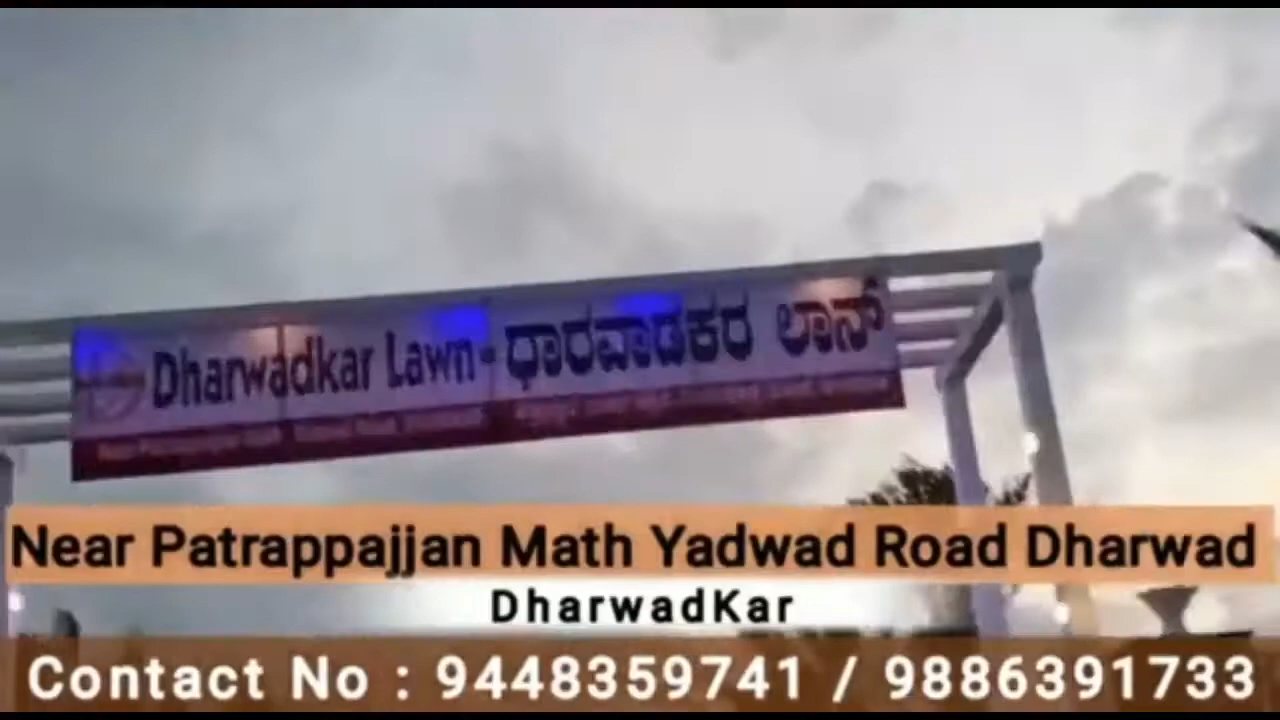 Dharwadkar Lawn - ಧಾರವಾಡಕರ ಲಾನ್
Near Patrappajjan Math Yadwad Road Dharwad
DharwadKar
Contact No : 9448359741 / 9886391733